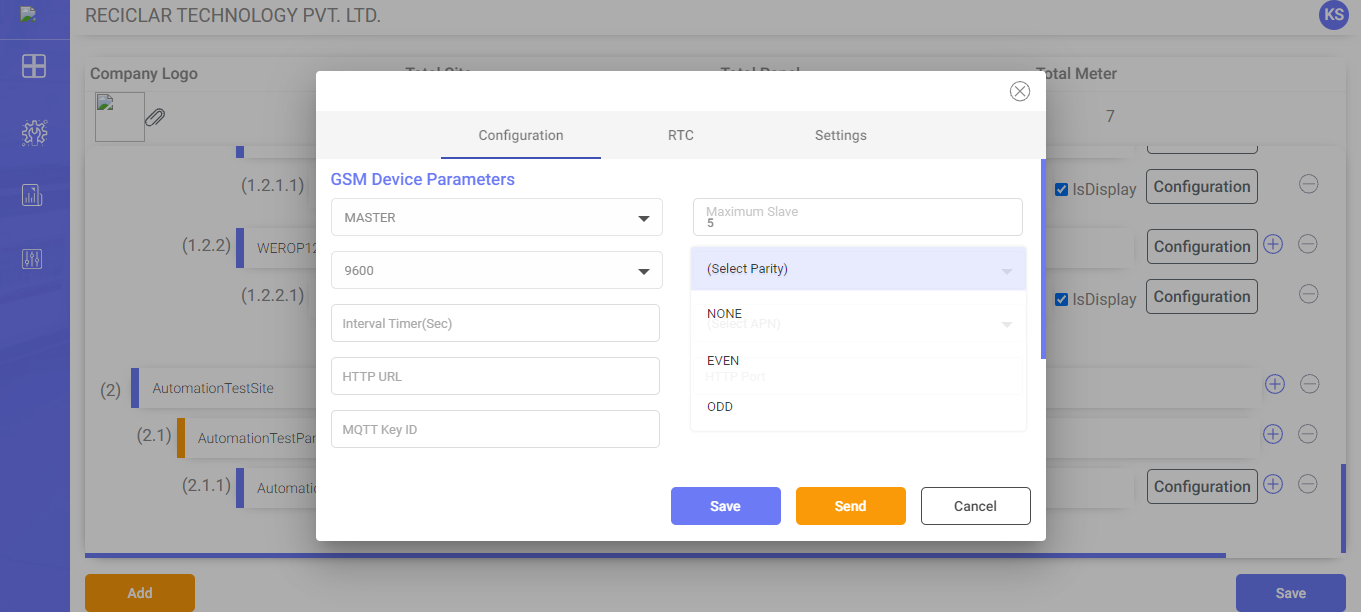 RECICLAR TECHNOLOGY PVT. LTD.
KS
Company Logo
Total Site
Total Panel
Total Meter
7
Configuration
RTC
Settings
GSM Device Parameters
MASTER
Maximum Slave
5
9600
(Select Parity)
Interval Timer(Sec)
NONE
(Select APN)
HTTP URL
EVEN
HTTP Port
MQTT Key ID
ODD
Save
Send
Cancel
(1.2.1.1)
IsDisplay
Configuration
(1.2.2)
WEROP12
Configuration
(1.2.2.1)
IsDisplay
Configuration
(2)
AutomationTestSite
(2.1)
AutomationTestPar
(2.1.1)
Automati
Configuration
Add
Save